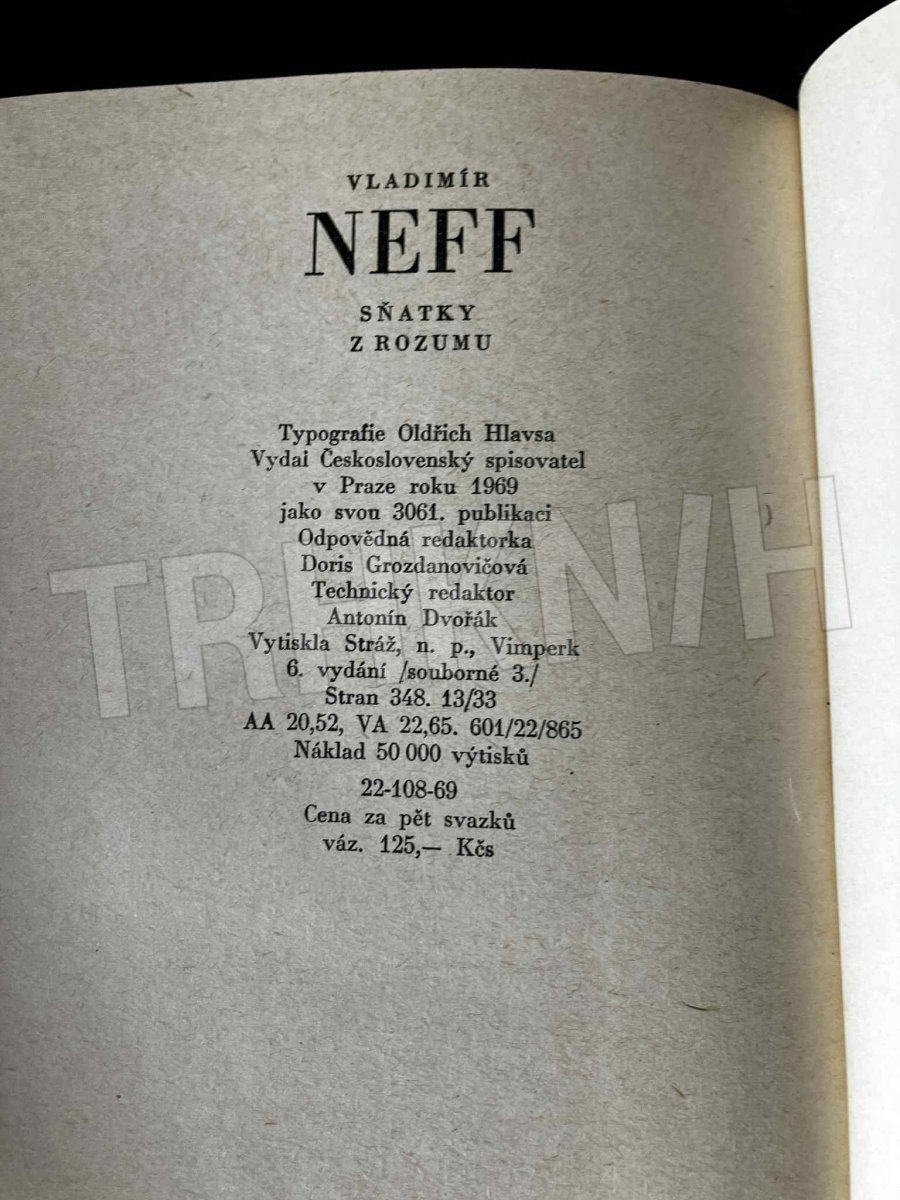 VLADIMÍR
NEFF
SŇATKY
Z ROZUMU
Typografie Oldřich Hlavsa
Vydal Československý spisovatel
v Praze roku 1969
jako svou 3061. publikaci
Odpovědná redaktorka
Doris Grozdanovičová
Technický redaktor
Antonín Dvořák
Vytiskla Stráž, n. p., Vimperk
6. vydání /souborné 3./
Stran 348. 13/33
AA 20,52, VA 22,65. 601/22/865
Náklad 50 000 výtisků
22-108-69
Cena za pět svazků
váz. 125,— Kčs